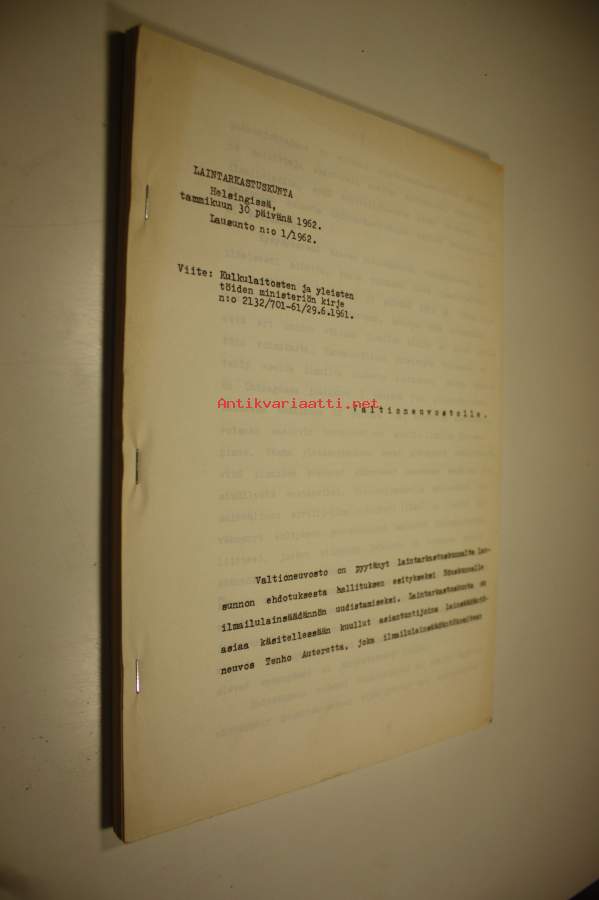 LAINTARKASTUSKUNTA
Helsingissä,
tammikuun 30 päivänä 1962.
Lausunto n:o 1/1962.
Viite: Kulkulaitosten ja yleisten
töiden ministeriön kirje
n:o 2132/701-61/29.6.1961.
Antikvariaatti.net
Valtioneuvostolle.
Valtioneuvosto on pyytänyt laintarkastuskunnalta lau-
sunnon ehdotuksesta hallituksen esitykseksi Eduskunnalle
ilmailulainsäädännön uudistamiseksi. Laintarkastuskunta on
asiaa käsitellessään kuullut asiantuntijoina
neuvos Tenho Auteretta, joka